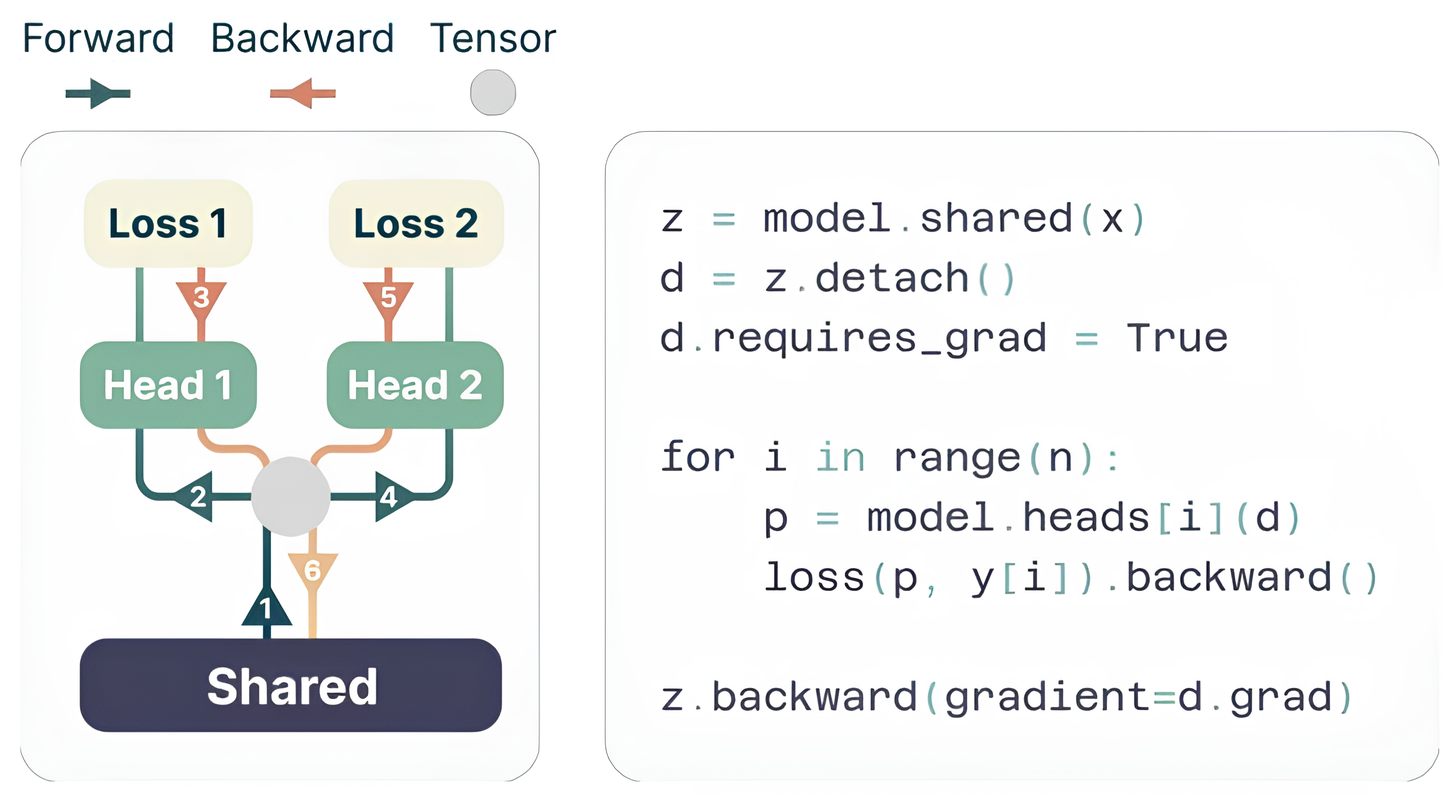 Forward Backward Tensor
Loss 1 Loss 2
3 5
Head 1 Head 2
2 4
6
1
Shared
z = model.shared(x)
d = z.detach()
d.requires_grad = True
for i in range(n):
p = model.heads[i](d)
loss(p, y[i]).backward()
z.backward(gradient=d.grad)